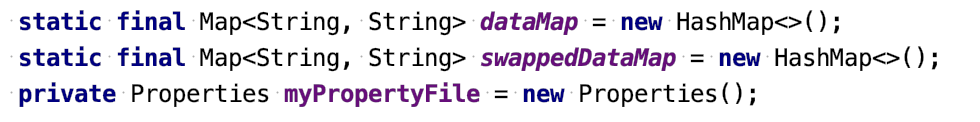 static final Map<String, String> dataMap = new HashMap<>();
static final Map<String, String> swappedDataMap = new HashMap<>();
private Properties myPropertyFile = new Properties();